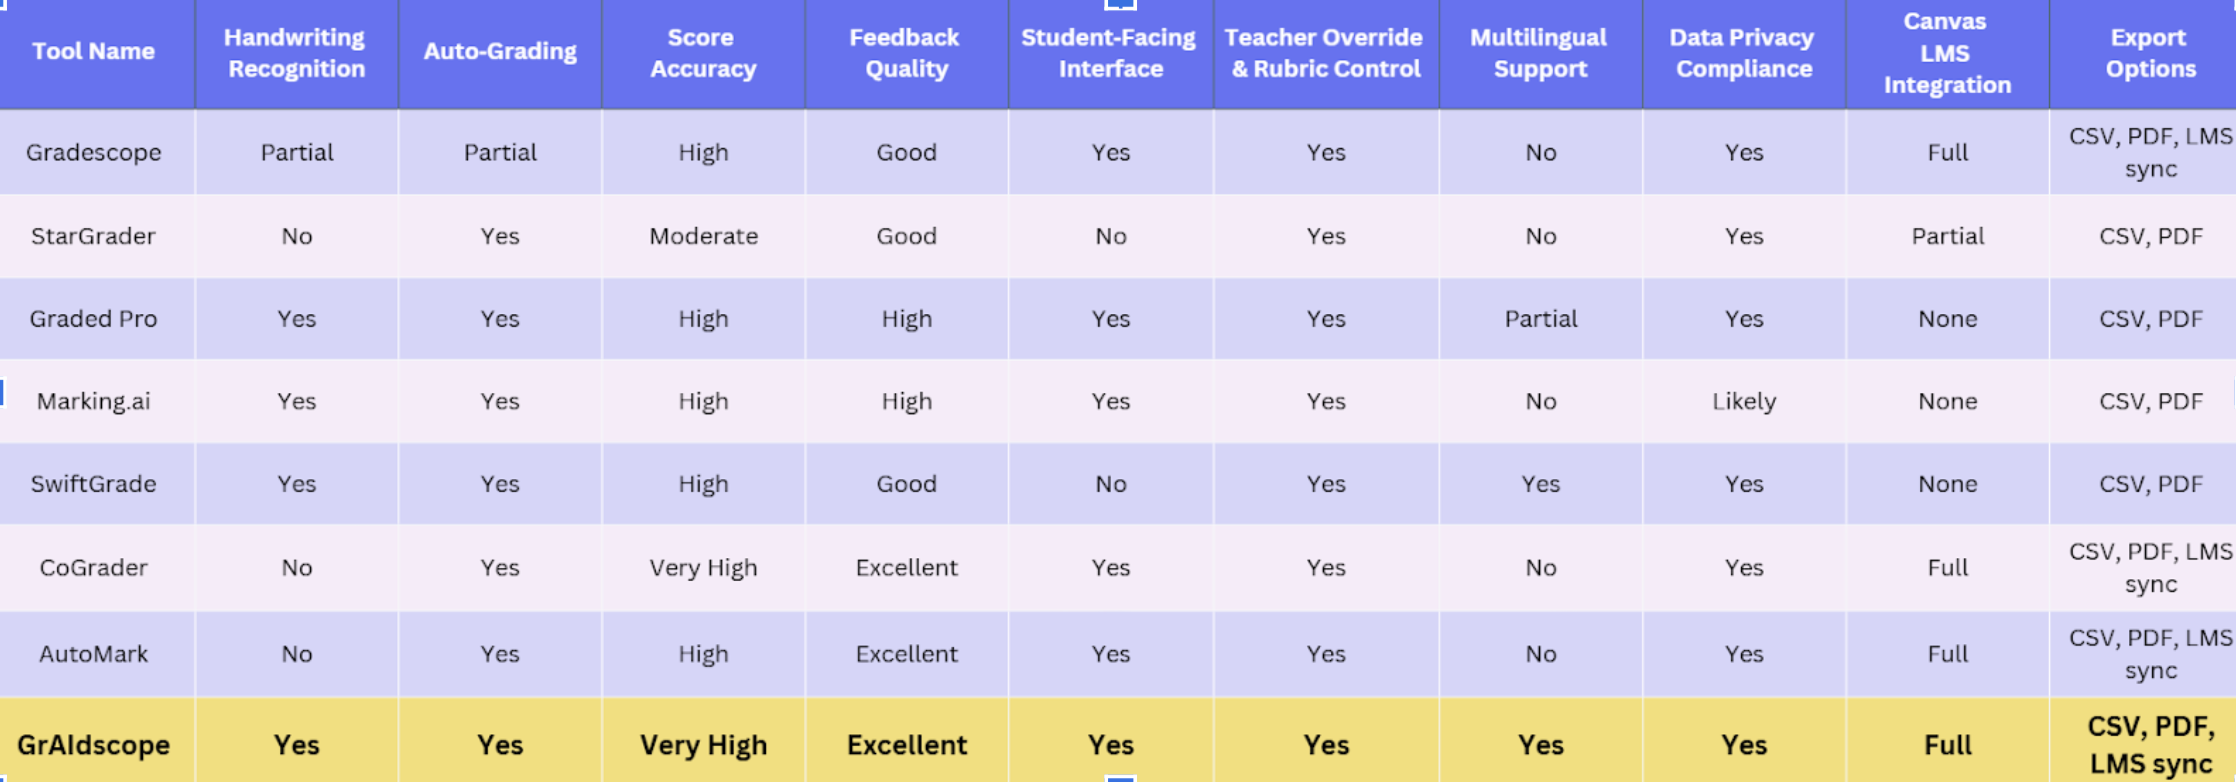 Tool Name
Handwriting
Recognition
Auto-Grading
Score
Accuracy
Feedback
Quality
Student-Facing
Interface
Teacher Override
& Rubric Control
Multilingual
Support
Data Privacy
Compliance
Canvas
LMS
Integration
Export
Options
Gradescope
Partial
Partial
High
Good
Yes
Yes
No
Yes
Full
CSV, PDF, LMS
sync
StarGrader
No
Yes
Moderate
Good
No
Yes
No
Yes
Partial
CSV, PDF
Graded Pro
Yes
Yes
High
High
Yes
Yes
Partial
Yes
None
CSV, PDF
Marking.ai
Yes
Yes
High
High
Yes
Yes
No
Likely
None
CSV, PDF
SwiftGrade
Yes
Yes
High
Good
No
Yes
Yes
Yes
None
CSV, PDF
CoGrader
No
Yes
Very High
Excellent
Yes
Yes
No
Yes
Full
CSV, PDF, LMS
sync
AutoMark
No
Yes
High
Excellent
Yes
Yes
No
Yes
Full
CSV, PDF, LMS
sync
GrAIdscope
Yes
Yes
Very High
Excellent
Yes
Yes
Yes
Yes
Full
CSV, PDF,
LMS sync